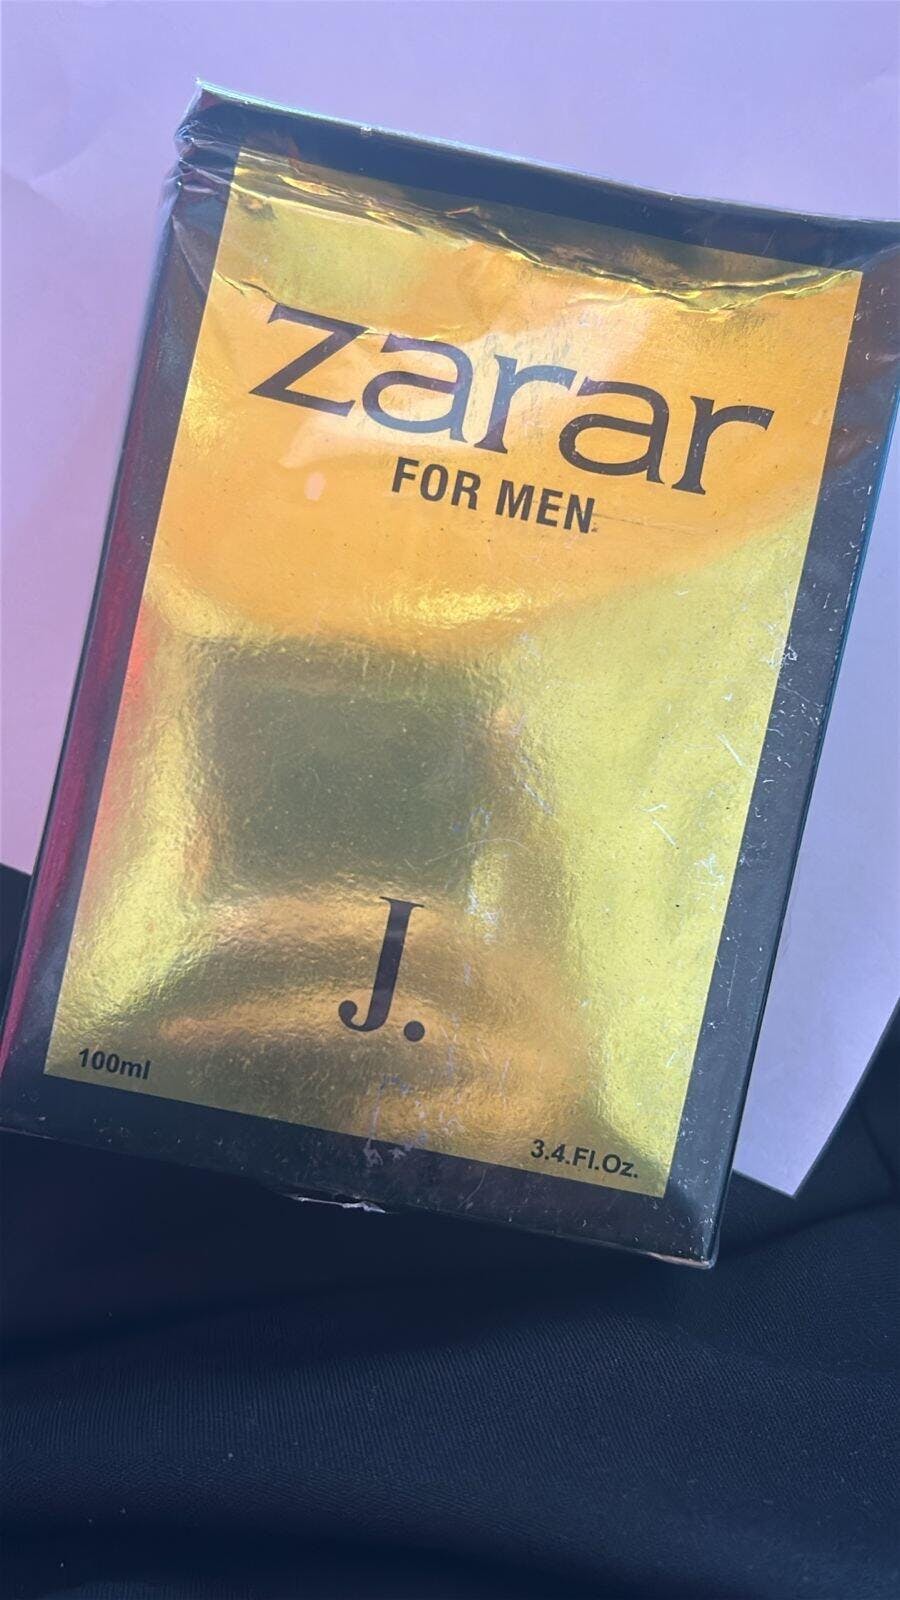 zarar
FOR MEN
J.
100ml
3.4.Fl.Oz.